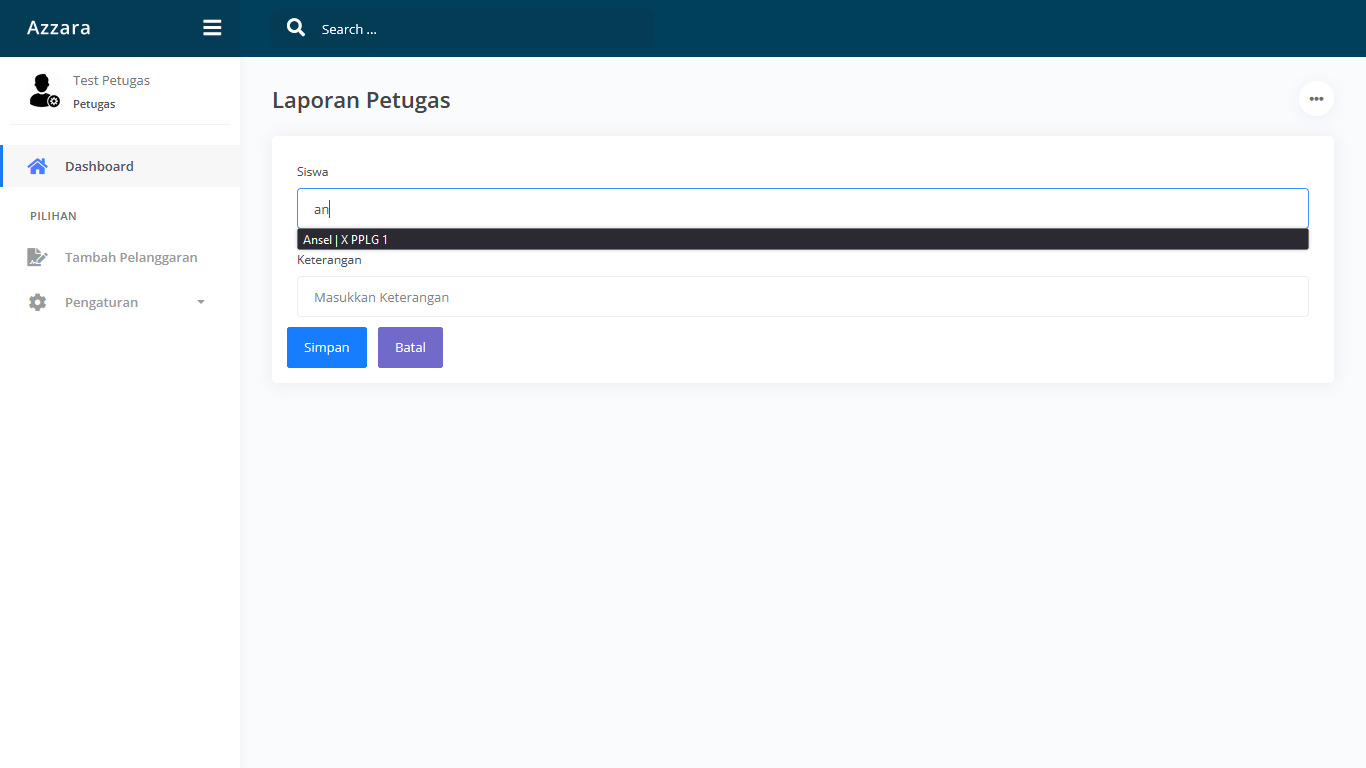 Azzara
Search ...
Test Petugas
Petugas
Dashboard
PILIHAN
Tambah Pelanggaran
Pengaturan
Laporan Petugas
Siswa
an
Ansel | X PPLG 1
Keterangan
Masukkan Keterangan
Simpan Batal